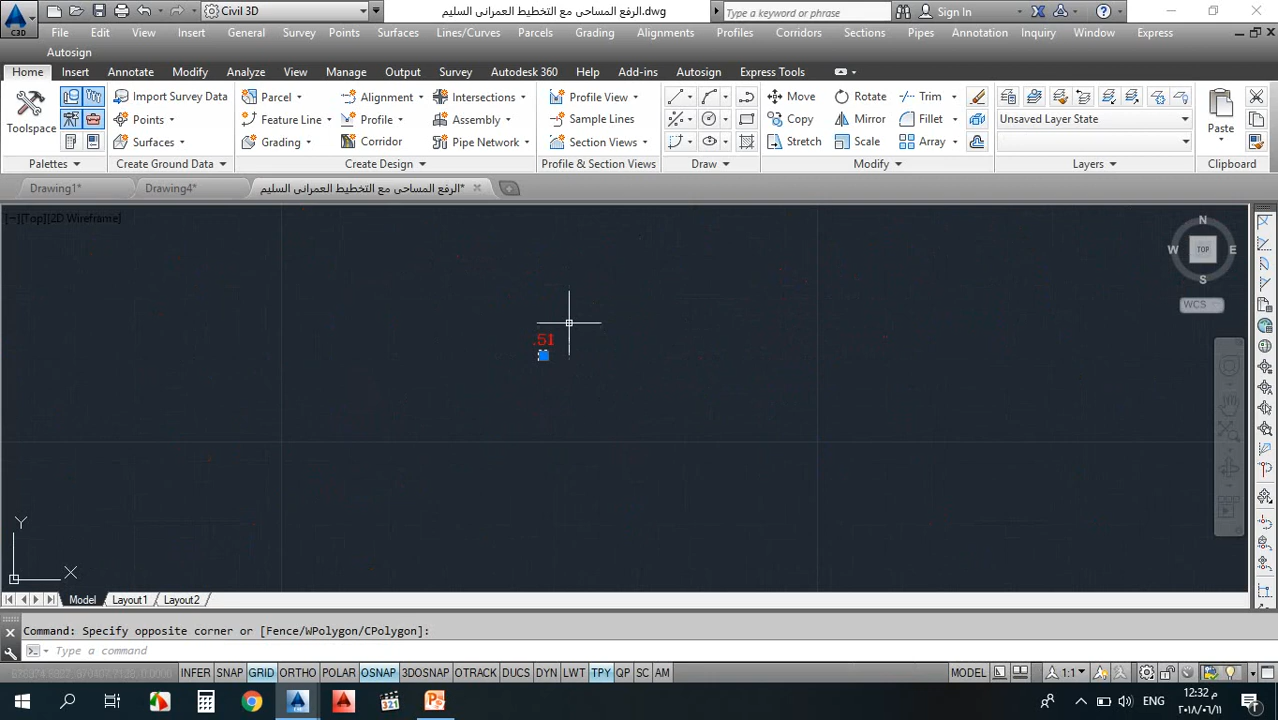 C3D
Civil 3D
الرفع المساحى مع التخطيط العمرانى السليم.dwg
Type a keyword or phrase
Sign In
File Edit View Insert General Survey Points Surfaces Lines/Curves Parcels Grading Alignments Profiles Corridors Sections Pipes Annotation Inquiry Window Express
Autosign
Home Insert Annotate Modify Analyze View Manage Output Survey Autodesk 360 Help Add-ins Autosign Express Tools
Import Survey Data Parcel Alignment Intersections Profile View Move Rotate Trim
Toolspace Points Feature Line Profile Assembly Sample Lines Copy Mirror Fillet Unsaved Layer State Paste
Surfaces Grading Corridor Pipe Network Section Views Stretch Scale Array
Palettes Create Ground Data Create Design Profile & Section Views Draw Modify Layers Clipboard
Drawing1* Drawing4* الرفع المساحى مع التخطيط العمرانى السليم*
[−][Top][2D Wireframe]
N
W TOP E
S
WCS
.51
Y
X
Model Layout1 Layout2
Command: Specify opposite corner or [Fence/WPolygon/CPolygon]:
Type a command
INFER SNAP GRID ORTHO POLAR OSNAP 3DOSNAP OTRACK DUCS DYN LWT TPY QP SC AM MODEL 1:1
321 ENG م 12:32
٢٠١٨/٠٦/١١